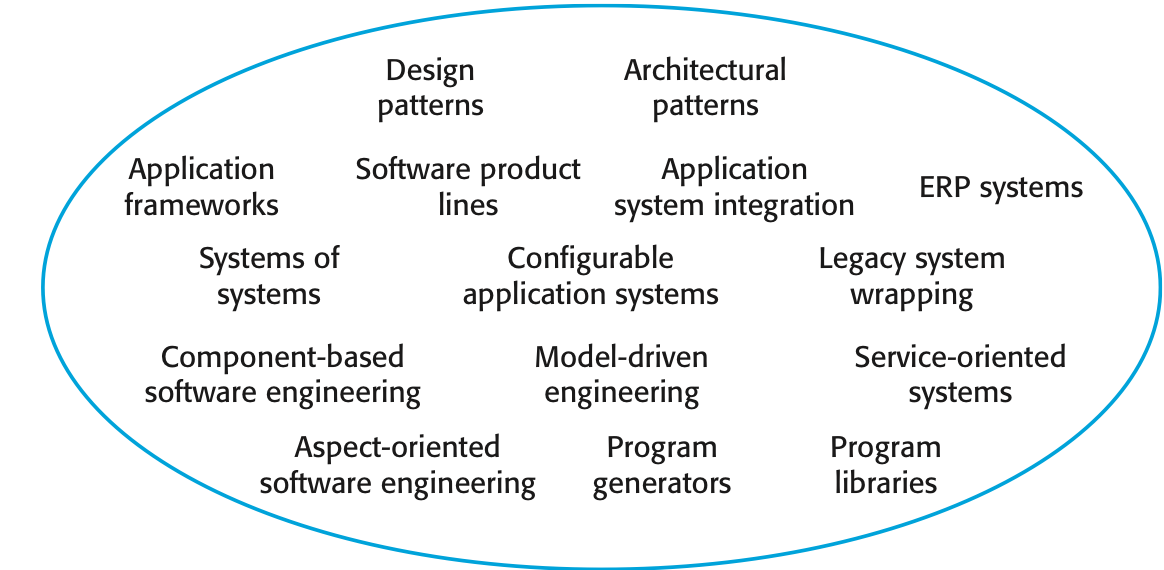 Design
patterns
Architectural
patterns
Application
frameworks
Software product
lines
Application
system integration
ERP systems
Systems of
systems
Configurable
application systems
Legacy system
wrapping
Component-based
software engineering
Model-driven
engineering
Service-oriented
systems
Aspect-oriented
software engineering
Program
generators
Program
libraries